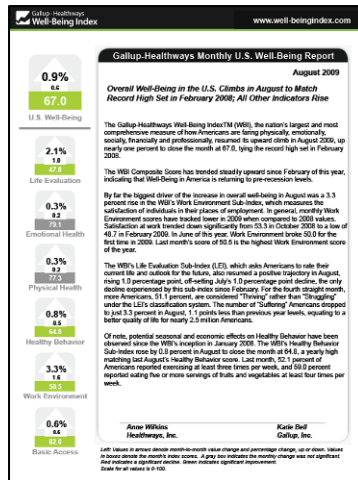 Gallup-Healthways
Well-Being Index
www.well-beingindex.com
Gallup-Healthways Monthly U.S. Well-Being Report
August 2009
Overall Well-Being in the U.S. Climbs in August to Match
Record High Set in February 2008; All Other Indicators Rise
0.9%
0.6
67.0
U.S. Well-Being
2.1%
1.0
47.8
Life Evaluation
0.3%
0.2
79.1
Emotional Health
0.3%
0.2
77.3
Physical Health
0.8%
0.5
64.8
Healthy Behavior
3.3%
1.6
50.5
Work Environment
0.6%
0.5
82.6
Basic Access
The Gallup-Healthways Well-Being IndexTM (WBI), the nation's largest and most
comprehensive measure of how Americans are faring physically, emotionally,
socially, financially and professionally, resumed its upward climb in August 2009, up
nearly one percent to close the month at 67.0, tying the record high set in February
2008.
The WBI Composite Score has trended steady upward since February of this year,
indicating that Well-Being in America is returning to pre-recession levels.
By far the biggest driver of the increase in overall well-being in August was a 3.3
percent rise in the WBI's Work Environment Sub-Index, which measures the
satisfaction of individuals in their places of employment. In general, monthly Work
Environment scores have tracked lower in 2009 when compared to 2008 values.
Satisfaction at work trended down significantly from 53.3 in October 2008 to a low of
48.7 in February 2009. In June of this year, Work Environment broke 50.0 for the
first time in 2009. Last month's score of 50.5 is the highest Work Environment score
of the year.
The WBI's Life Evaluation Sub-Index (LEI), which asks Americans to rate their
current life and outlook for the future, also resumed a positive trajectory in August,
rising 1.0 percentage point, off-setting July's 1.0 percentage point decline, the only
decline experienced by this sub-index since February. For the fourth straight month,
more Americans, 51.1 percent, are considered "Thriving" rather than "Struggling"
under the LEI's classification system. The number of "Suffering" Americans dropped
to just 3.3 percent in August, 1.1 points less than previous year levels, equating to a
better quality of life for nearly 2.5 million Americans.
Of note, potential seasonal and economic effects on Healthy Behavior have been
observed since the WBI's inception in January 2008. The WBI's Healthy Behavior
Sub-Index rose by 0.8 percent in August to close the month at 64.8, a yearly high
matching last August's Healthy Behavior score. Last month, 52.1 percent of
Americans reported exercising at least three times per week, and 59.0 percent
reported eating five or more servings of fruits and vegetables at least four times per
week.
Anne Wilkins
Healthways, Inc.
Katie Bell
Gallup, Inc.
Left: Values in arrows denote month-to-month value change and percentage change, up or down. Values
in boxes denote the month's index scores. A gray box indicates the monthly change was not significant.
Red indicates a significant decline. Green indicates significant improvement.
Scale for all values is 0-100.